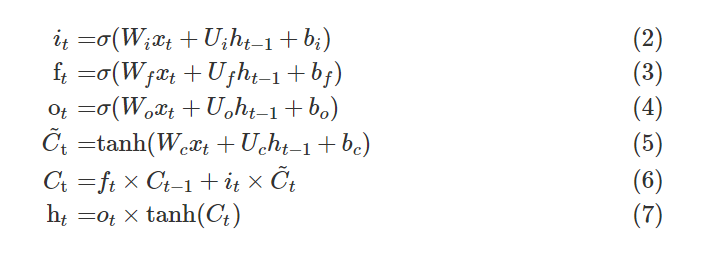 i_t =σ(W_i x_t + U_i h_{t−1} + b_i) (2)
f_t =σ(W_f x_t + U_f h_{t−1} + b_f) (3)
o_t =σ(W_o x_t + U_o h_{t−1} + b_o) (4)
C̃_t =tanh(W_c x_t + U_c h_{t−1} + b_c) (5)
C_t =f_t × C_{t−1} + i_t × C̃_t (6)
h_t =o_t × tanh(C_t) (7)